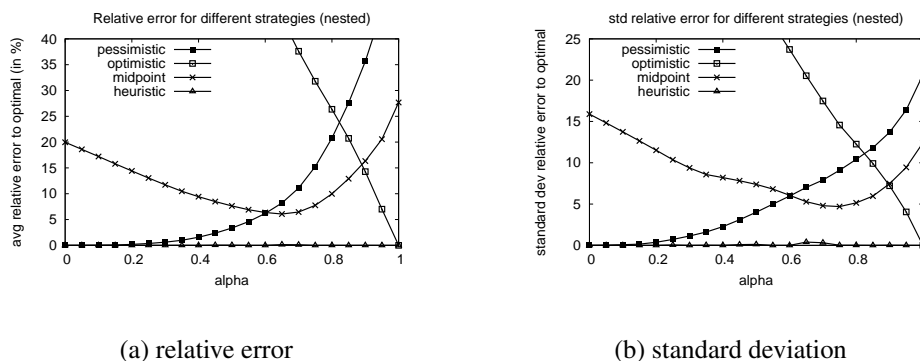 Relative error for different strategies (nested)
avg relative error to optimal (in %)
40
35
30
25
20
15
10
5
0
pessimistic
optimistic
midpoint
heuristic
0 0.2 0.4 0.6 0.8 1
alpha
(a) relative error
std relative error for different strategies (nested)
standard dev relative error to optimal
25
20
15
10
5
0
pessimistic
optimistic
midpoint
heuristic
0 0.2 0.4 0.6 0.8
alpha
(b) standard deviation